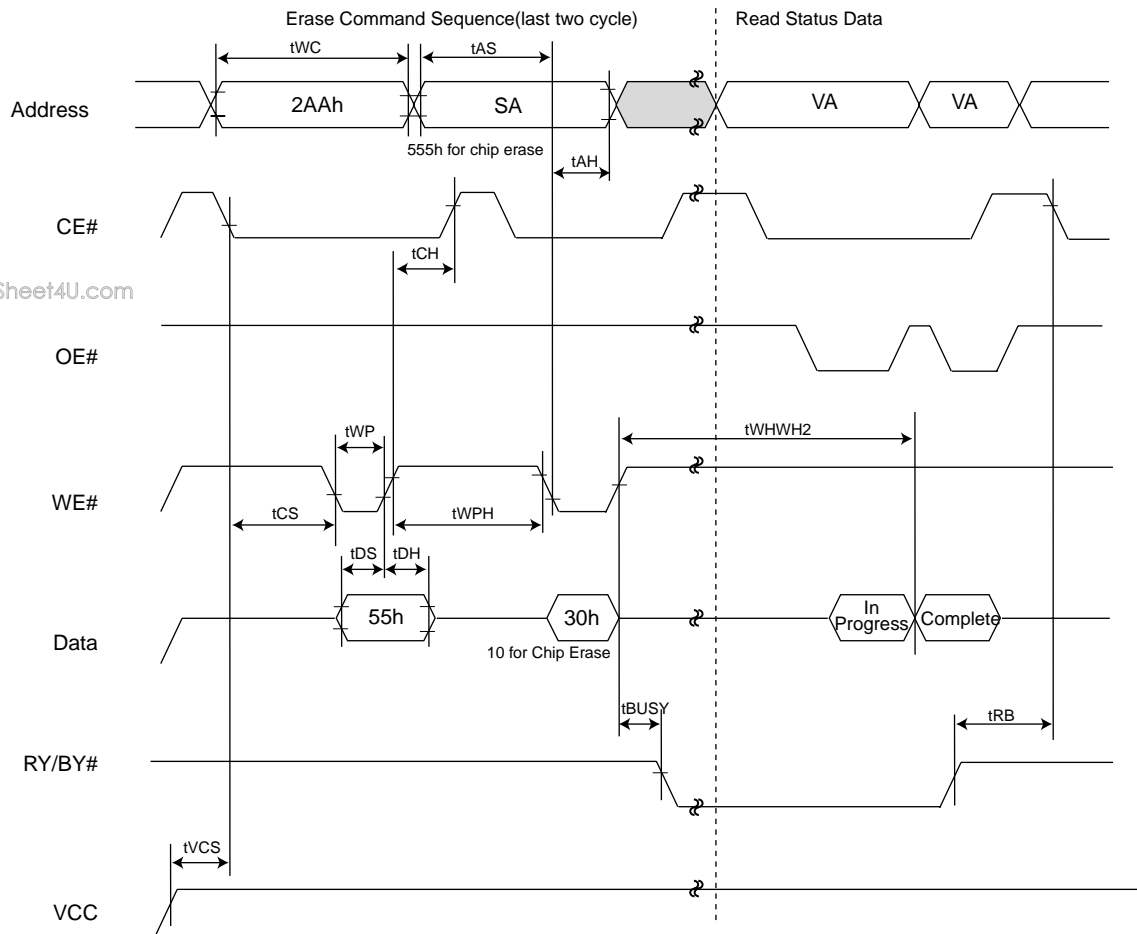 Erase Command Sequence(last two cycle)
Read Status Data
tWC
tAS
Address
2AAh
SA
VA
VA
555h for chip erase
tAH
CE#
tCH
Sheet4U.com
OE#
tWP
tWHWH2
WE#
tCS
tWPH
tDS
tDH
Data
55h
30h
In
Progress
Complete
10 for Chip Erase
tBUSY
tRB
RY/BY#
tVCS
VCC